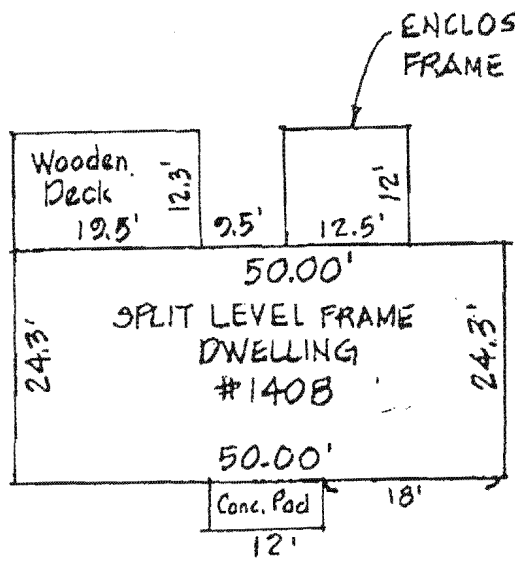 ENCLOS
FRAME
Wooden
Deck
12.3'
19.5'
9.5'
12.5'
12'
50.00'
SPLIT LEVEL FRAME
DWELLING
#1408
24.3'
24.3'
50.00'
Conc. Pad
18'
12'